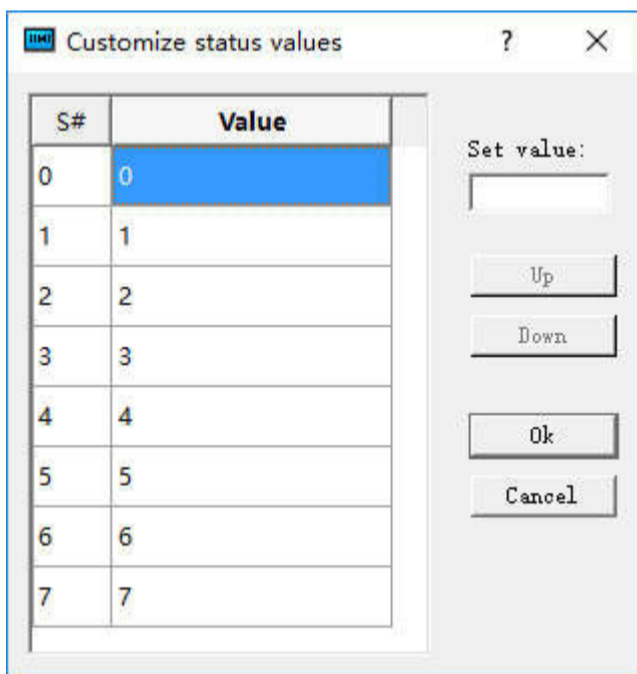 Customize status values ? ×
S# Value
0 0
1 1
2 2
3 3
4 4
5 5
6 6
7 7
Set value:
Up
Down
Ok
Cancel